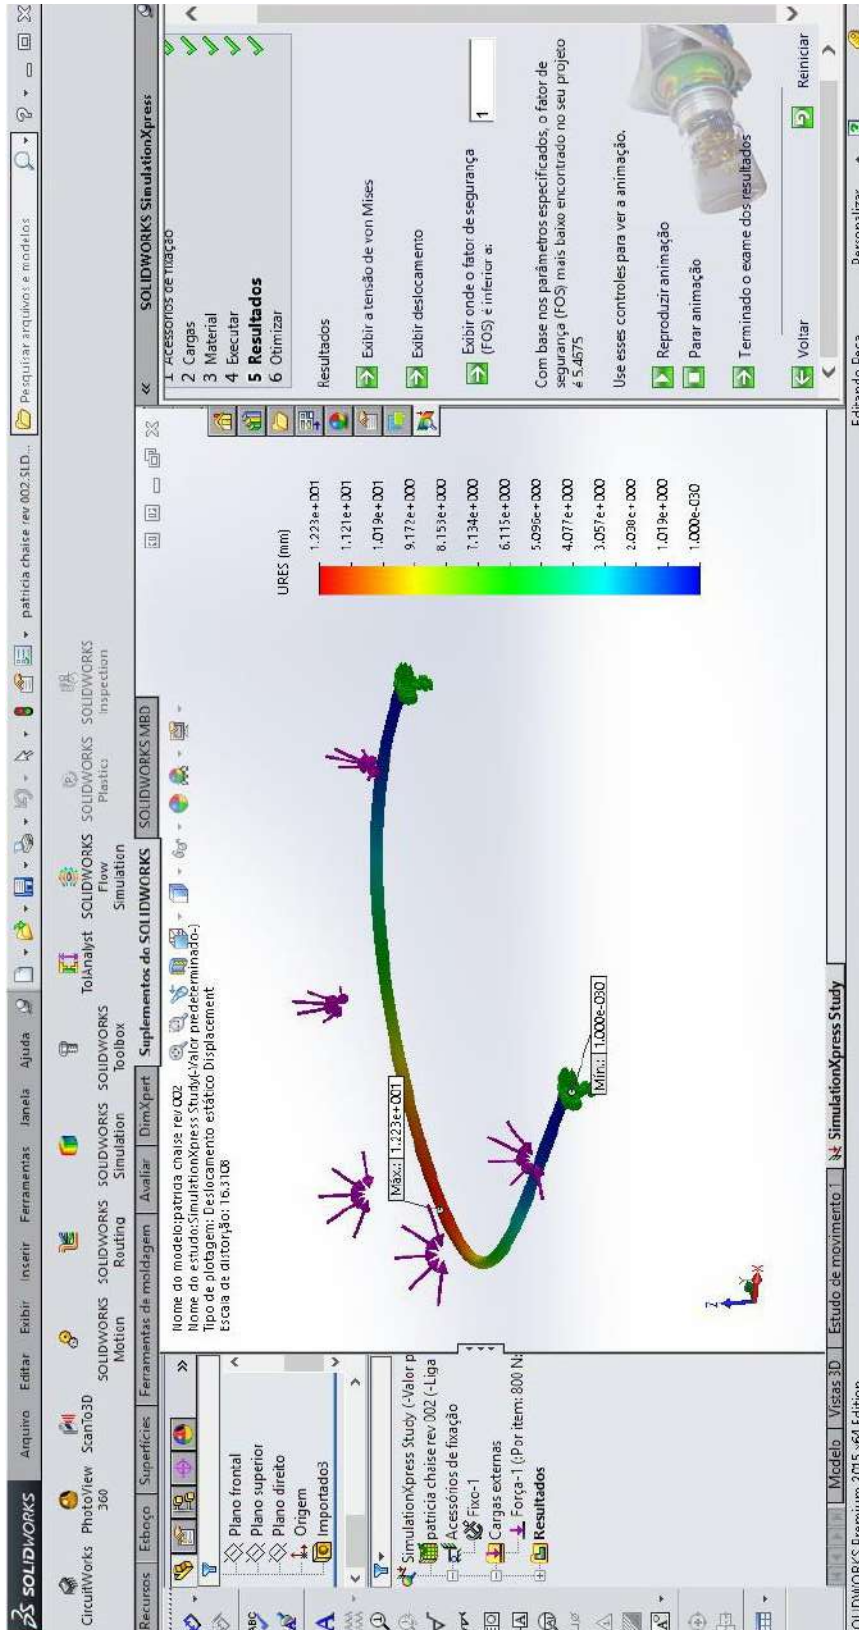 SOLIDWORKS
Arquivo Editar Exibir Inserir Ferramentas Janela Ajuda
patricia chaise rev 002.SLD...
Pesquisar arquivos e modelos
CircuitWorks
PhotoView
360
ScanTo3D
SOLIDWORKS
Motion
SOLIDWORKS
Routing
SOLIDWORKS
Simulation
SOLIDWORKS
Toolbox
TolAnalyst
SOLIDWORKS
Flow
Simulation
SOLIDWORKS
Plastics
SOLIDWORKS
Inspection
Recursos Esboço Superfícies Ferramentas de moldagem Avaliar DimXpert Suplementos do SOLIDWORKS SOLIDWORKS MBD
Plano frontal
Plano superior
Plano direito
Origem
Importado3
SimulationXpress Study (-Valor p
patricia chaise rev 002 (-Liga
Acessórios de fixação
Fixo-1
Cargas externas
Força-1 (:Por item: 800 N:
Resultados
Nome do modelo:patricia chaise rev 002
Nome do estudo:SimulationXpress Study(-Valor predeterminado-)
Tipo de plotagem: Deslocamento estático Displacement
Escala de distorção: 16.3108
Máx.: 1.223e+001
Mín.: 1.000e-030
URES (mm)
1.223e+001
1.121e+001
1.019e+001
9.172e+000
8.153e+000
7.134e+000
6.115e+000
5.096e+000
4.077e+000
3.057e+000
2.038e+000
1.019e+000
1.000e-030
Z
Y
X
SOLIDWORKS SimulationXpress
1 Acessórios de fixação
2 Cargas
3 Material
4 Executar
5 Resultados
6 Otimizar
Resultados
Exibir a tensão de von Mises
Exibir deslocamento
Exibir onde o fator de segurança
(FOS) é inferior a:
1
Com base nos parâmetros especificados, o fator de
segurança (FOS) mais baixo encontrado no seu projeto
é 5.4675
Use esses controles para ver a animação.
Reproduzir animação
Parar animação
Terminado o exame dos resultados
Voltar
Reiniciar
Modelo Vistas 3D Estudo de movimento 1 SimulationXpress Study
SOLIDWORKS Premium 2015 x64 Edition
Editando Peça
Personalizar